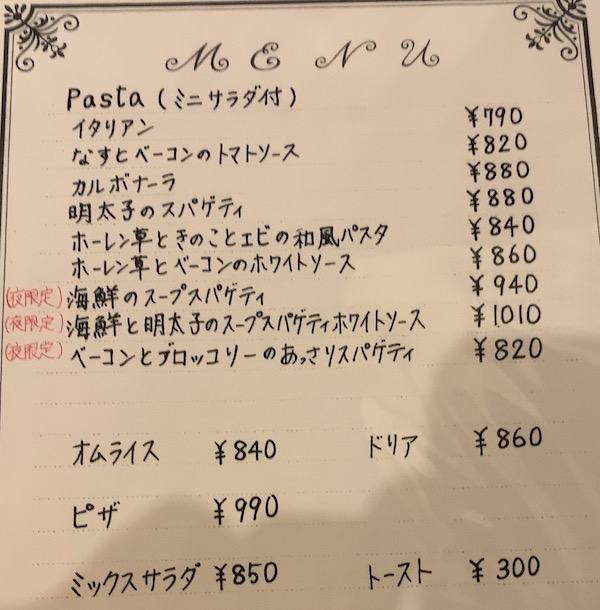 MENU
Pasta (ミニサラダ付)
イタリアン ¥790
なすとベーコンのトマトソース ¥820
カルボナーラ ¥880
明太子のスパゲティ ¥880
ホーレン草ときのことエビの和風パスタ ¥840
ホーレン草とベーコンのホワイトソース ¥860
(夜限定) 海鮮のスープスパゲティ ¥940
(夜限定) 海鮮と明太子のスープスパゲティホワイトソース ¥1010
(夜限定) ベーコンとブロッコリーのあっさりスパゲティ ¥820
オムライス ¥840 ドリア ¥860
ピザ ¥990
ミックスサラダ ¥850 トースト ¥300